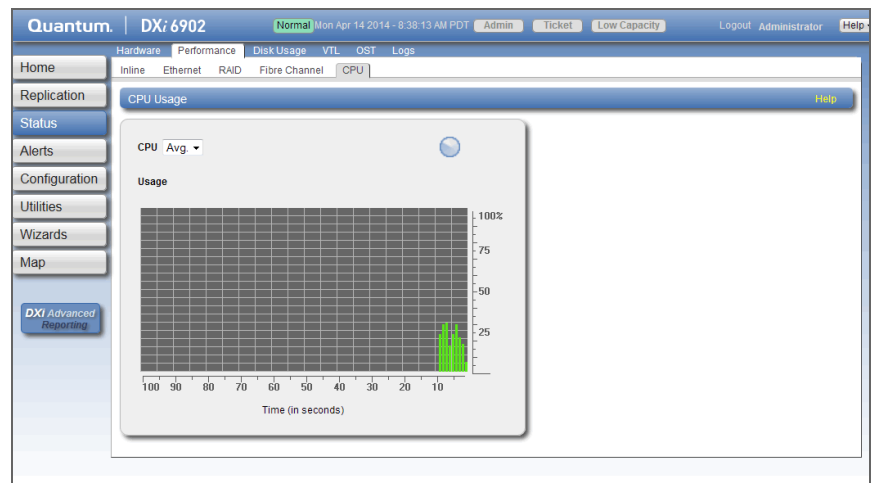 Quantum. DXi 6902 Normal Mon Apr 14 2014 - 8:38:13 AM PDT Admin Ticket Low Capacity Logout Administrator Help
Hardware Performance Disk Usage VTL OST Logs
Inline Ethernet RAID Fibre Channel CPU
Home
Replication
Status
Alerts
Configuration
Utilities
Wizards
Map
DXi Advanced
Reporting
CPU Usage Help
CPU Avg.
Usage
100%
75
50
25
100 90 80 70 60 50 40 30 20 10
Time (in seconds)